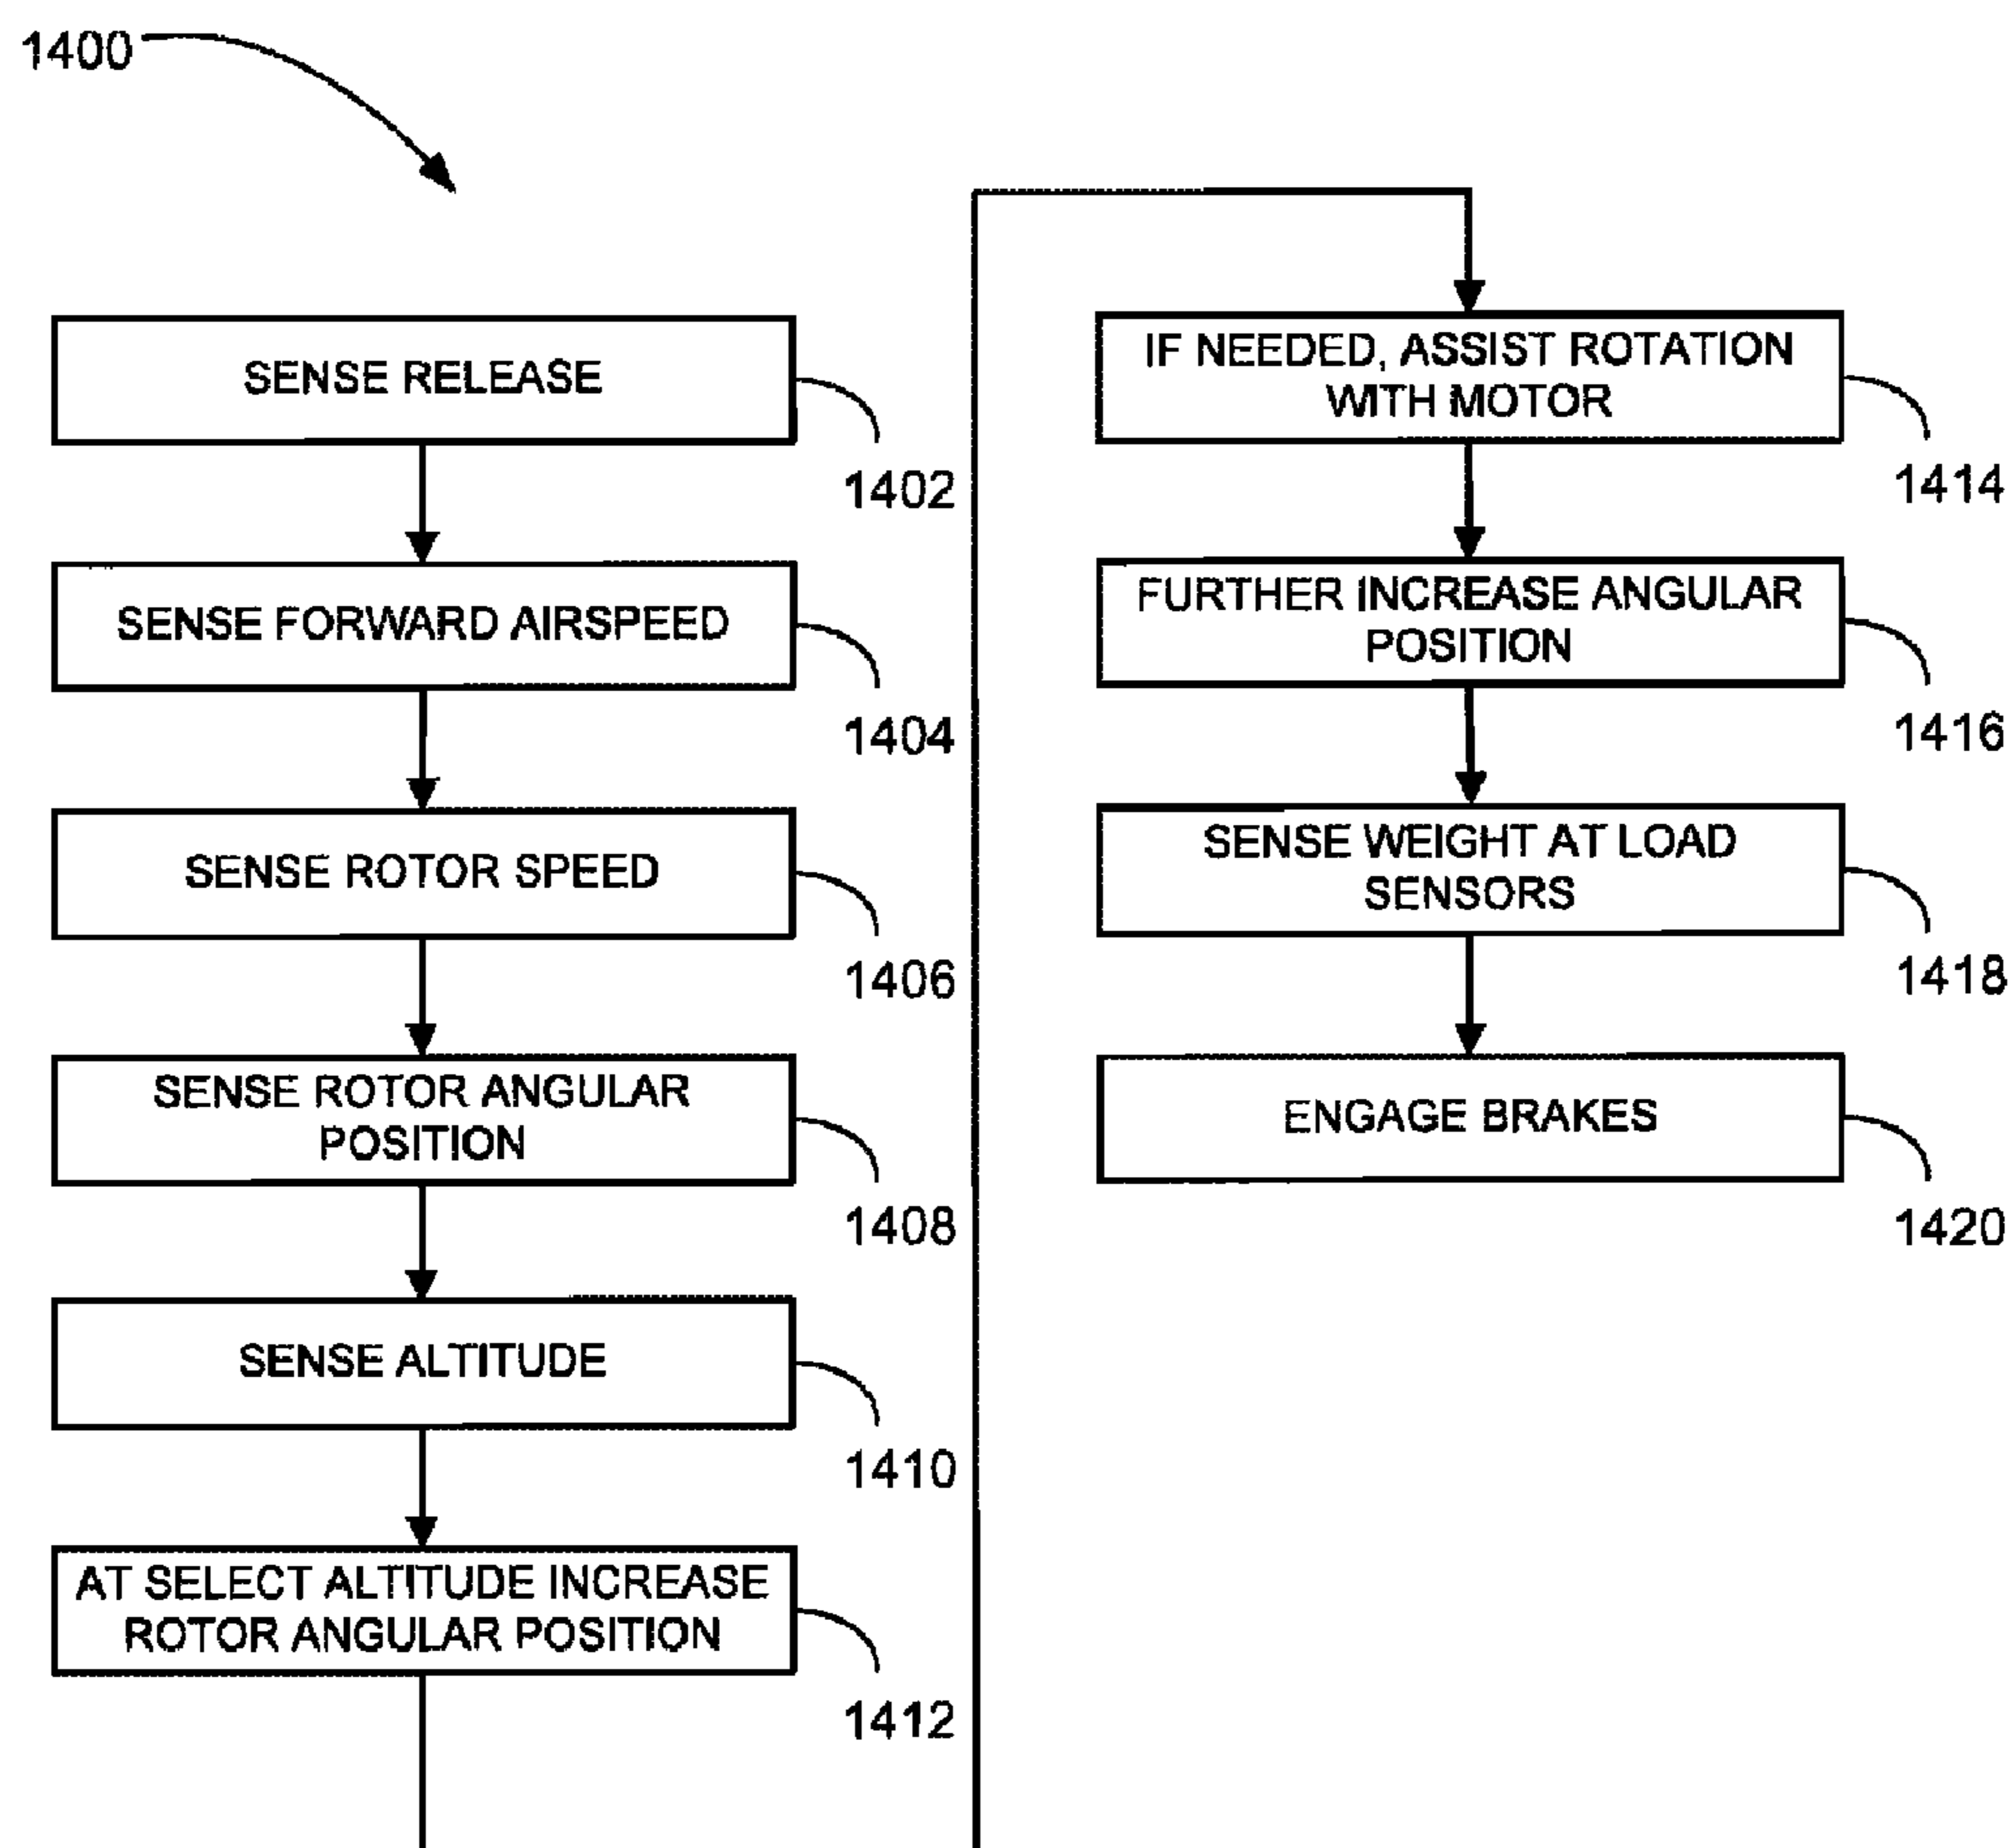 1400
SENSE RELEASE
1402
SENSE FORWARD AIRSPEED
1404
SENSE ROTOR SPEED
1406
SENSE ROTOR ANGULAR
POSITION
1408
SENSE ALTITUDE
1410
AT SELECT ALTITUDE INCREASE
ROTOR ANGULAR POSITION
1412
IF NEEDED, ASSIST ROTATION
WITH MOTOR
1414
FURTHER INCREASE ANGULAR
POSITION
1416
SENSE WEIGHT AT LOAD
SENSORS
1418
ENGAGE BRAKES
1420